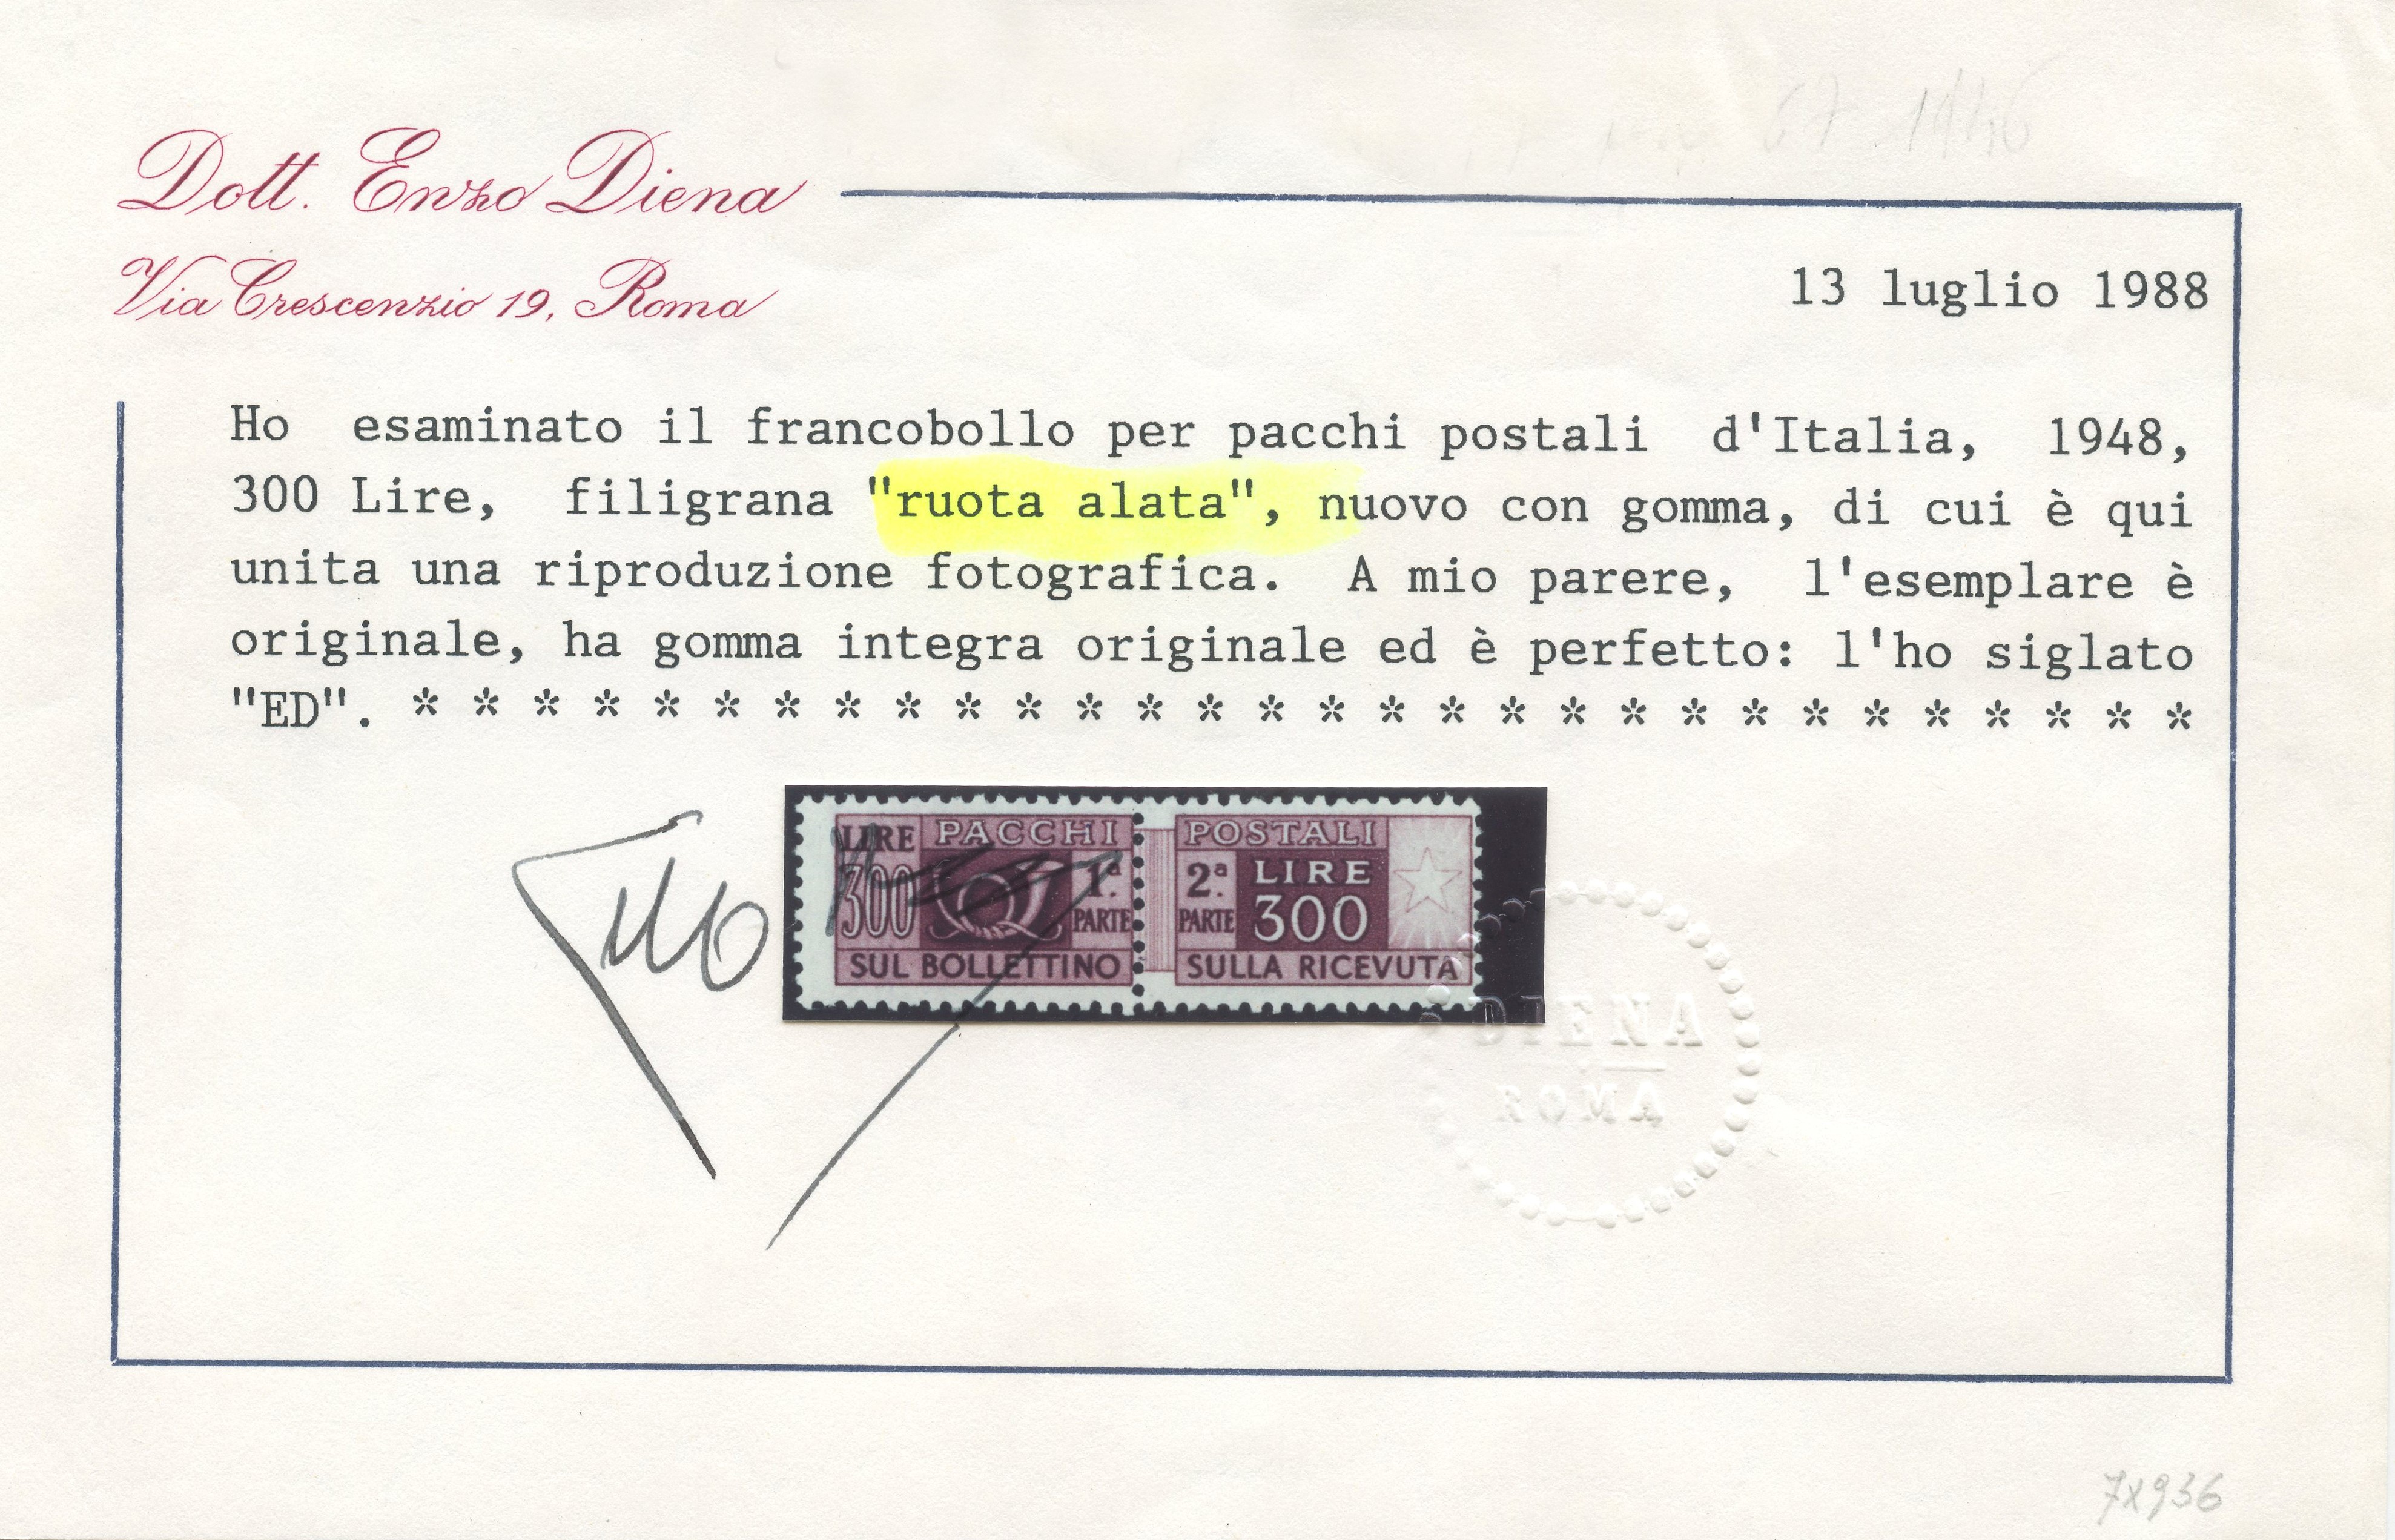 Dott. Enzo Diena
Via Crescenzio 19, Roma
13 luglio 1988
Ho esaminato il francobollo per pacchi postali d'Italia, 1948,
300 Lire, filigrana "ruota alata", nuovo con gomma, di cui è qui
unita una riproduzione fotografica. A mio parere, l'esemplare è
originale, ha gomma integra originale ed è perfetto: l'ho siglato
"ED". * * * * * * * * * * * * * * * * * * * * * * * * * * * * * *
LIRE PACCHI
300 1ª. PARTE
SUL BOLLETTINO
POSTALI
2ª. PARTE LIRE 300
SULLA RICEVUTA
DIENA
ROMA
7x936